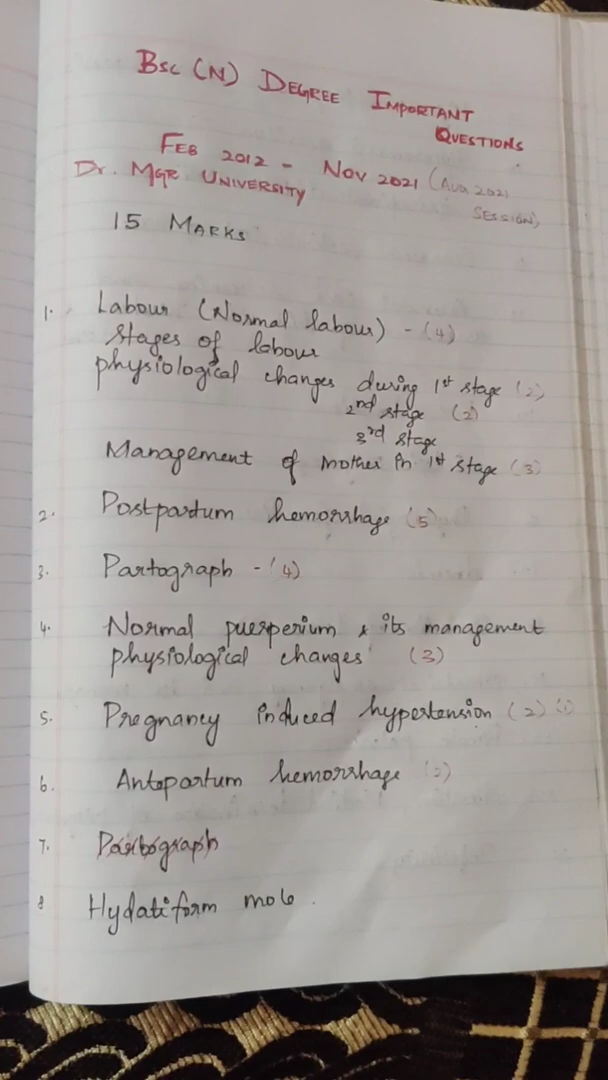 BSC (N) DEGREE IMPORTANT
QUESTIONS
FEB 2012 - NOV 2021 (AUG 2021
SESSION)
Dr. MGR UNIVERSITY
15 MARKS
1. Labour (Normal labour) - (4)
Stages of labour
physiological changes during 1st stage (2)
2nd stage (2)
3rd stage
Management of mother in 1st stage (3)
2. Postpartum hemorrhage (5)
3. Partograph - (4)
4. Normal puerperium & its management
physiological changes (3)
5. Pregnancy induced hypertension (2) (1)
6. Antepartum hemorrhage (2)
7. Partograph
8 Hydatiform mole.